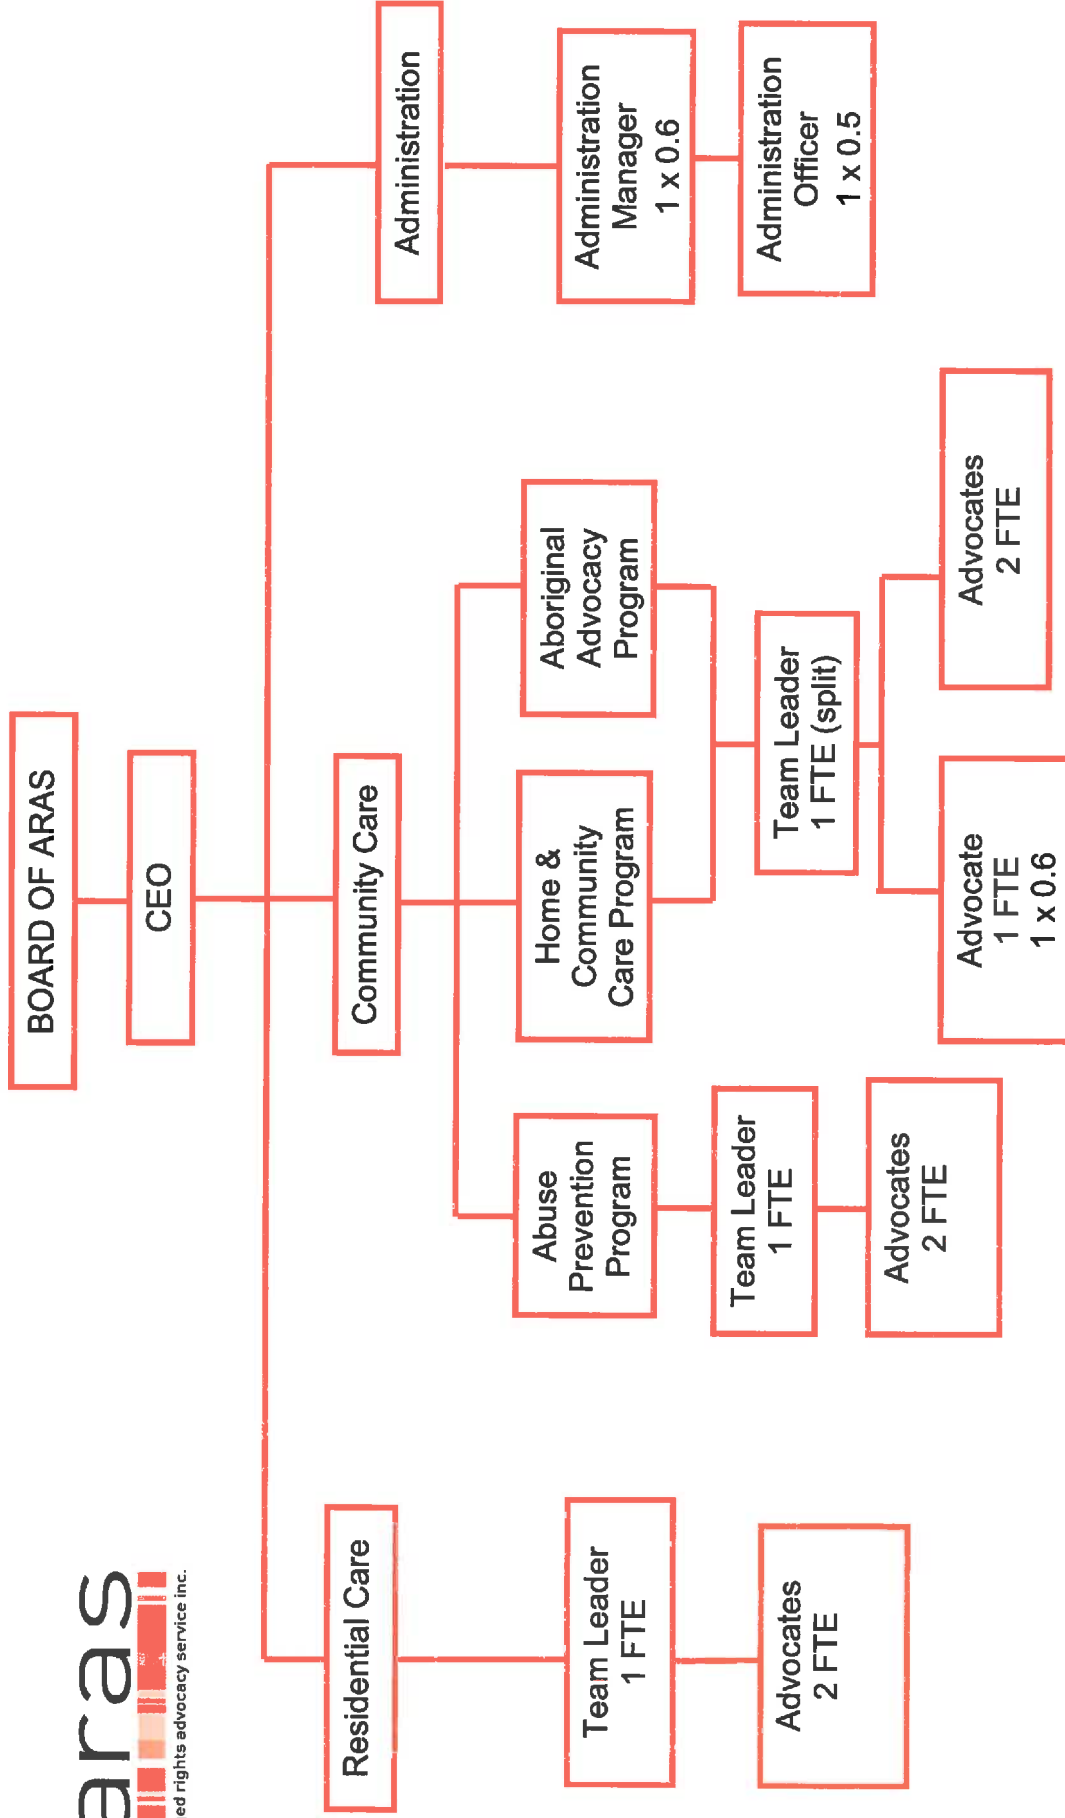 aras
ed rights advocacy service inc.
BOARD OF ARAS
CEO
Residential Care
Community Care
Administration
Team Leader
1 FTE
Advocates
2 FTE
Abuse
Prevention
Program
Home &
Community
Care Program
Aboriginal
Advocacy
Program
Team Leader
1 FTE
Advocates
2 FTE
Team Leader
1 FTE (split)
Advocate
1 FTE
1 x 0.6
Advocates
2 FTE
Administration
Manager
1 x 0.6
Administration
Officer
1 x 0.5